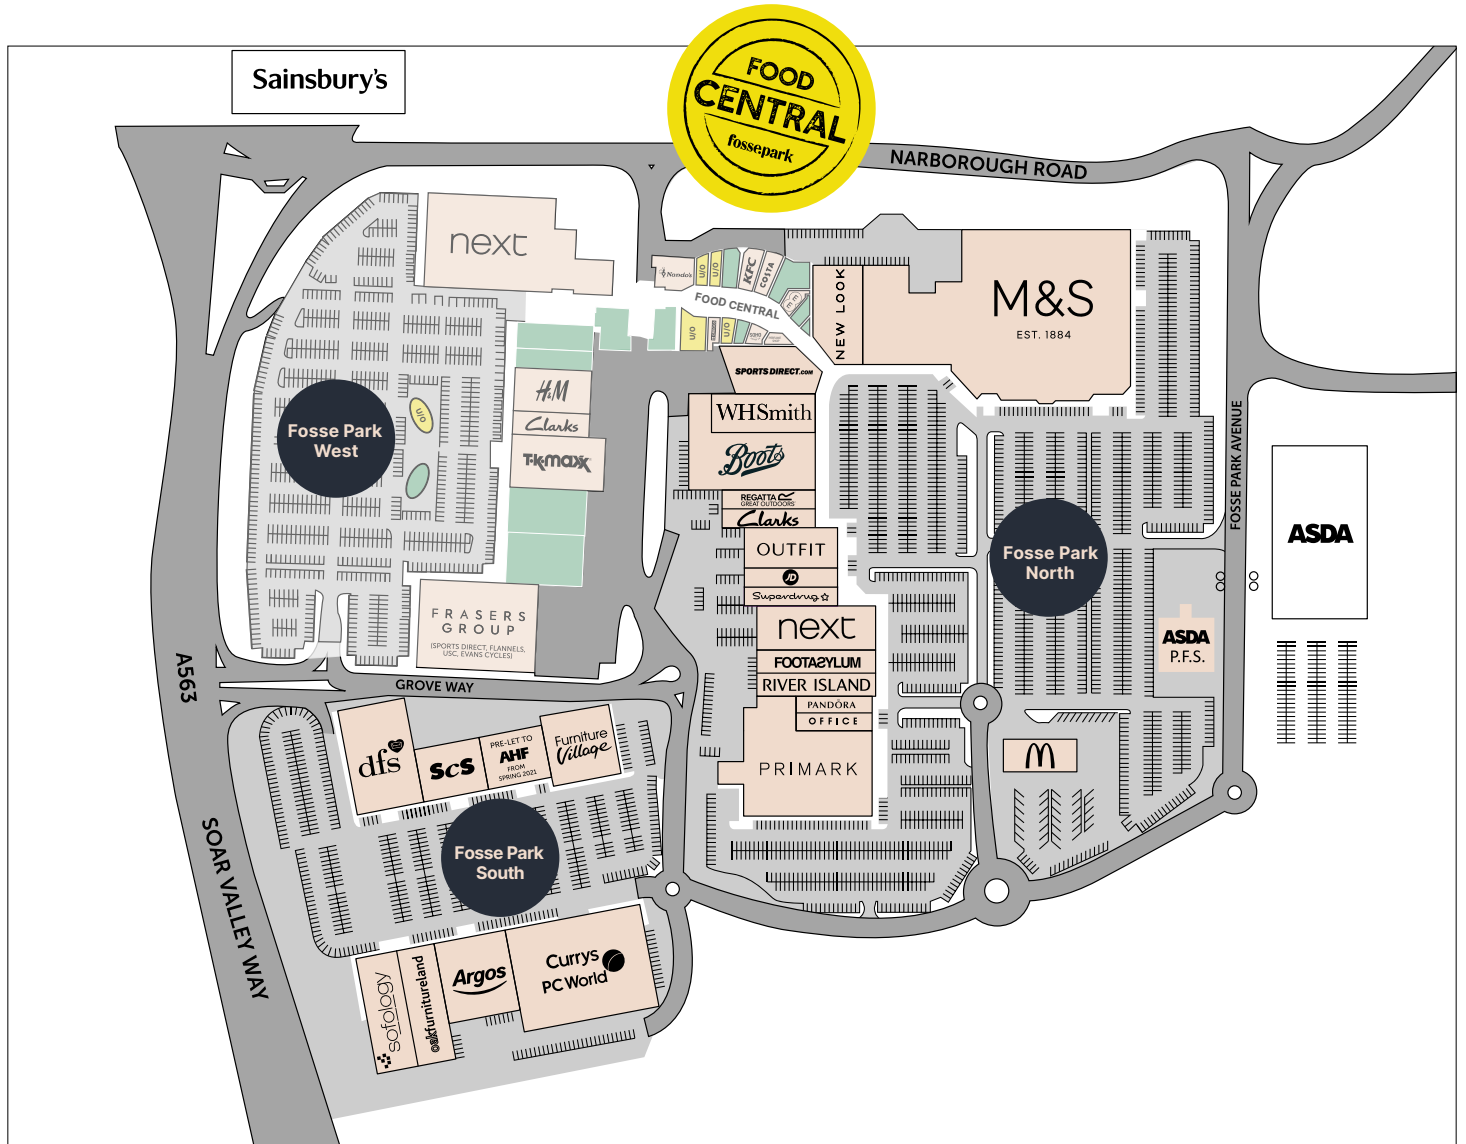 Sainsbury's
FOOD
CENTRAL
fossepark
NARBOROUGH ROAD
next
Nando's
U/O
U/O
KFC
COSTA
FOOD CENTRAL
U/O
U/O
NEW LOOK
M&S
EST. 1884
SPORTS DIRECT.COM
H&M
Clarks
TK maxx
WHSmith
Boots
REGATTA
GREAT OUTDOORS
Clarks
OUTFIT
JD
Superdrug
next
FOOTASYLUM
RIVER ISLAND
PANDÖRA
OFFICE
PRIMARK
U/O
Fosse Park
West
Fosse Park
North
FOSSE PARK AVENUE
ASDA
ASDA
P.F.S.
FRASERS
GROUP
(SPORTS DIRECT, FLANNELS,
USC, EVANS CYCLES)
A563
GROVE WAY
dfs
ScS
PRE-LET TO
AHF
FROM
SPRING 2021
Furniture
Village
M
Fosse Park
South
SOAR VALLEY WAY
sofology
oakfurnitureland
Argos
Currys
PC World